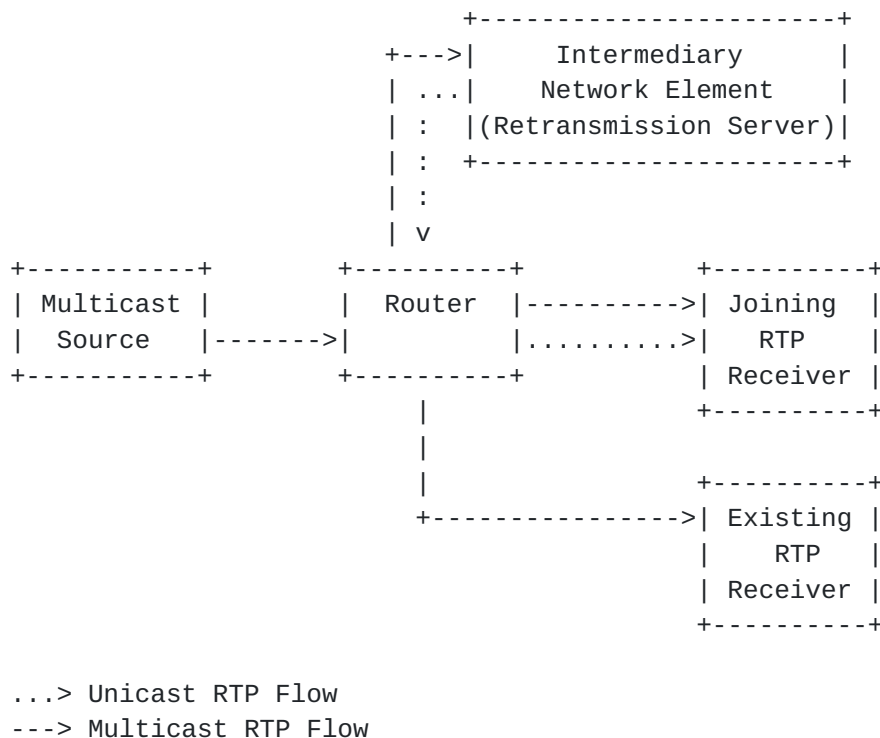 Intermediary
Network Element
(Retransmission Server)
Multicast Source
Router
Joining RTP Receiver
Existing RTP Receiver
...> Unicast RTP Flow
---> Multicast RTP Flow